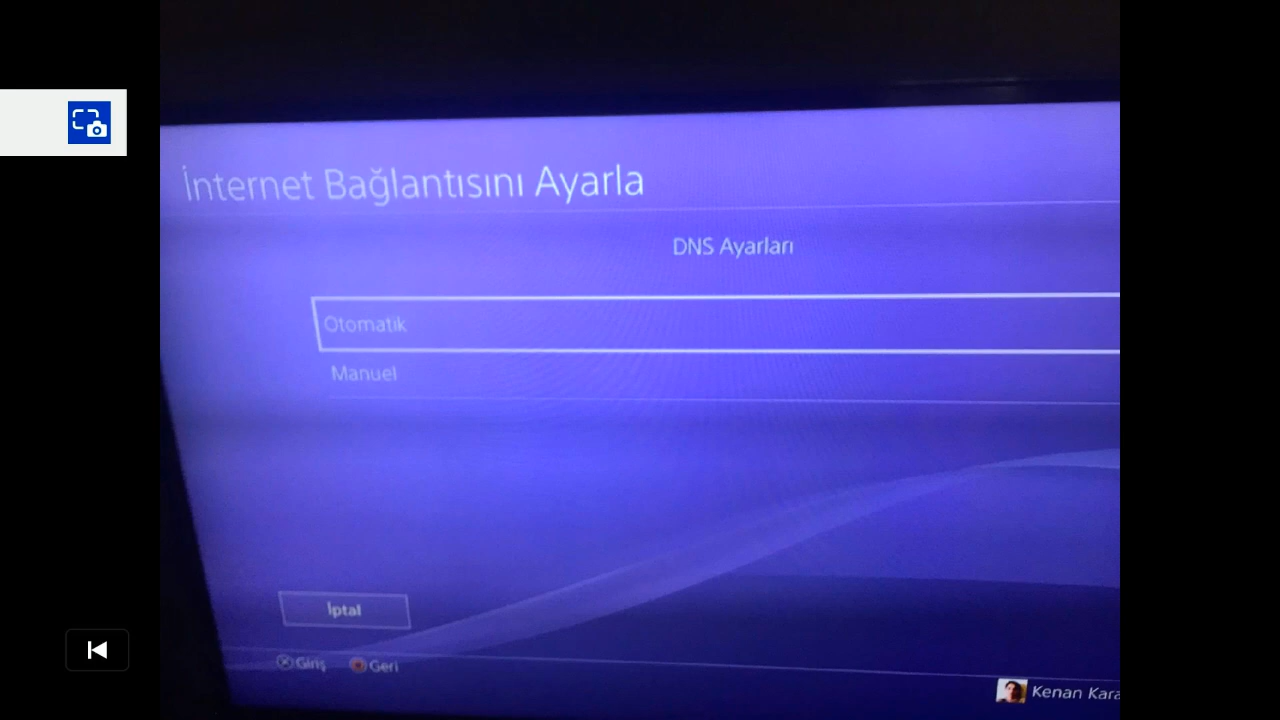 İnternet Bağlantısını Ayarla
DNS Ayarları
Otomatik
Manuel
İptal
Giriş
Geri
Kenan Kara